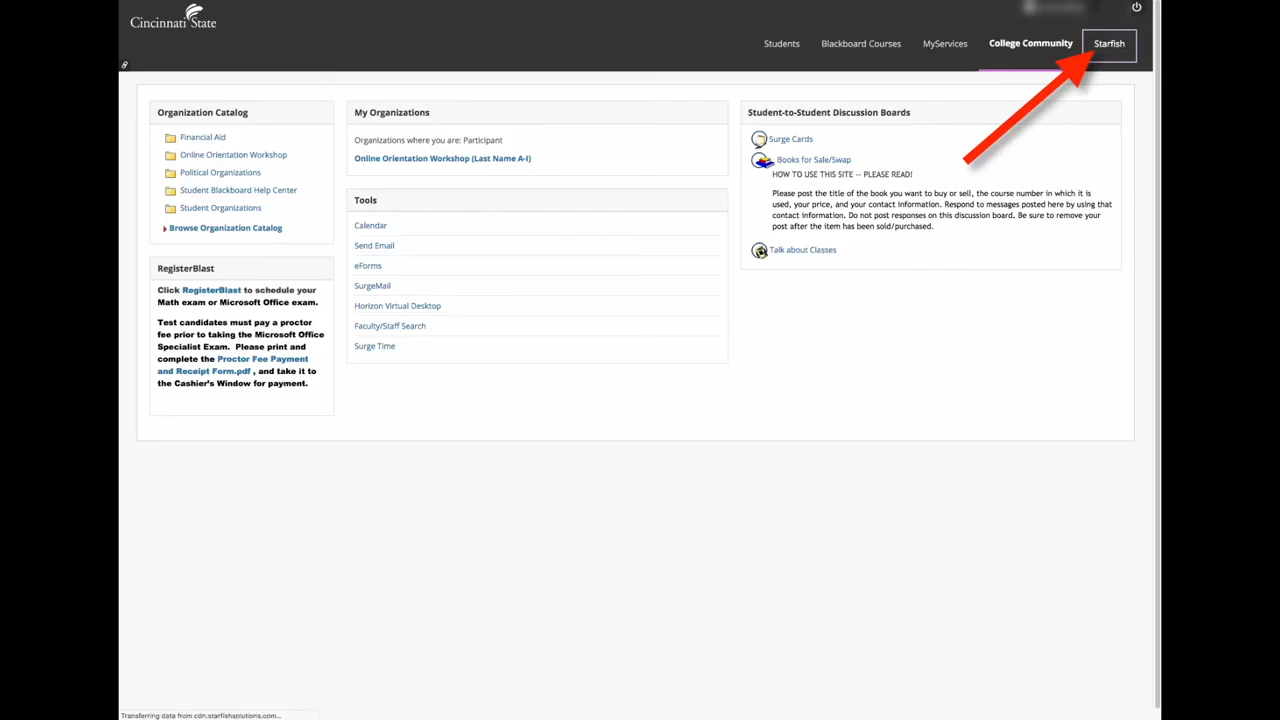 Cincinnati State
Students Blackboard Courses MyServices College Community Starfish
Organization Catalog
Financial Aid
Online Orientation Workshop
Political Organizations
Student Blackboard Help Center
Student Organizations
Browse Organization Catalog
RegisterBlast
Click RegisterBlast to schedule your
Math exam or Microsoft Office exam.
Test candidates must pay a proctor
fee prior to taking the Microsoft Office
Specialist Exam. Please print and
complete the Proctor Fee Payment
and Receipt Form.pdf , and take it to
the Cashier's Window for payment.
My Organizations
Organizations where you are: Participant
Online Orientation Workshop (Last Name A-I)
Tools
Calendar
Send Email
eForms
SurgeMail
Horizon Virtual Desktop
Faculty/Staff Search
Surge Time
Student-to-Student Discussion Boards
Surge Cards
Books for Sale/Swap
HOW TO USE THIS SITE -- PLEASE READ!
Please post the title of the book you want to buy or sell, the course number in which it is
used, your price, and your contact information. Respond to messages posted here by using that
contact information. Do not post responses on this discussion board. Be sure to remove your
post after the item has been sold/purchased.
Talk about Classes
Transferring data from cdn.starfishsolutions.com...